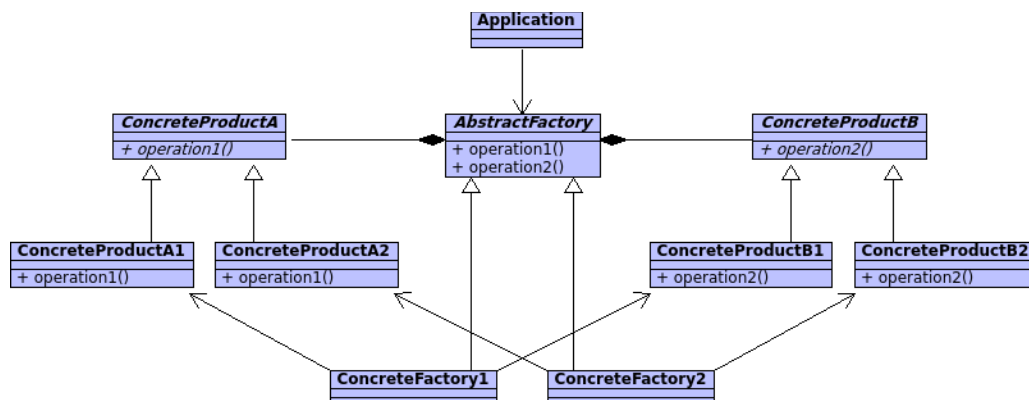 Application
ConcreteProductA
+ operation1()
AbstractFactory
+ operation1()
+ operation2()
ConcreteProductB
+ operation2()
ConcreteProductA1
+ operation1()
ConcreteProductA2
+ operation1()
ConcreteProductB1
+ operation2()
ConcreteProductB2
+ operation2()
ConcreteFactory1
ConcreteFactory2